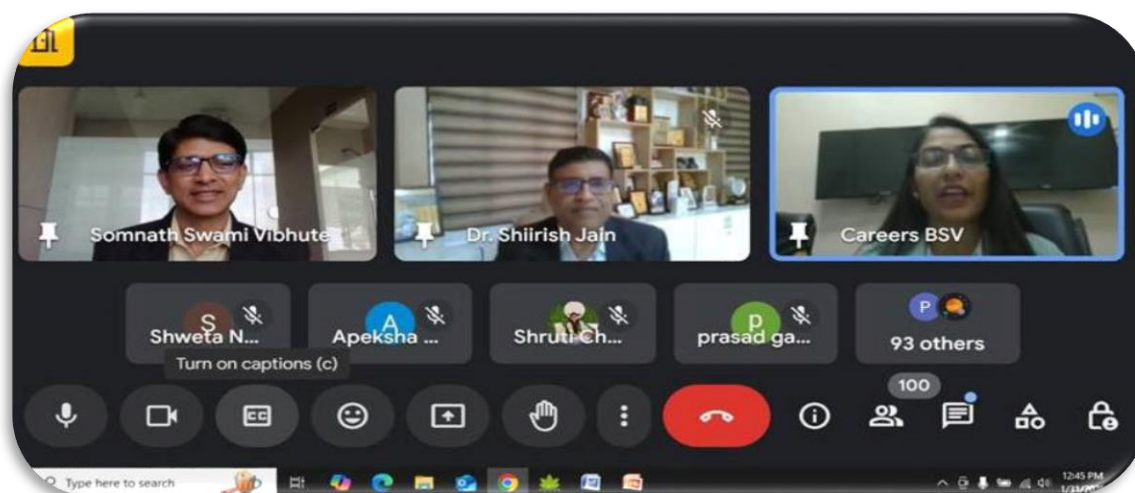 Somnath Swami Vibhute
Dr. Shiirish Jain
Careers BSV
S
A
p
P
Shweta N...
Apeksha ...
Shruti Ch...
prasad ga...
93 others
Turn on captions (c)
100
CC
Type here to search
12:45 PM